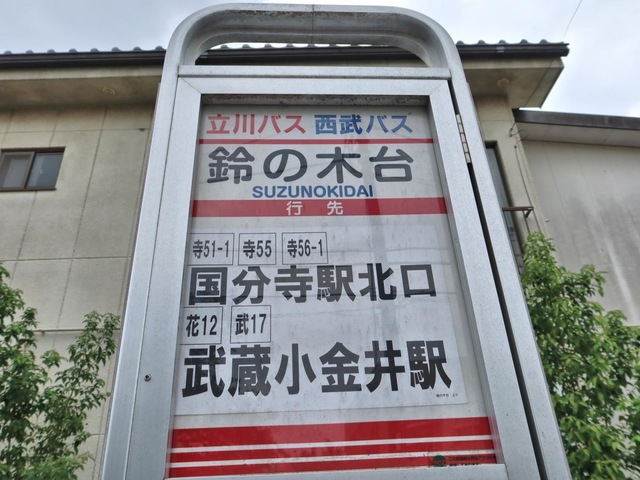 立川バス 西武バス
鈴の木台
SUZUNOKIDAI
行先
寺51-1 寺55 寺56-1
国分寺駅北口
花12 武17
武蔵小金井駅